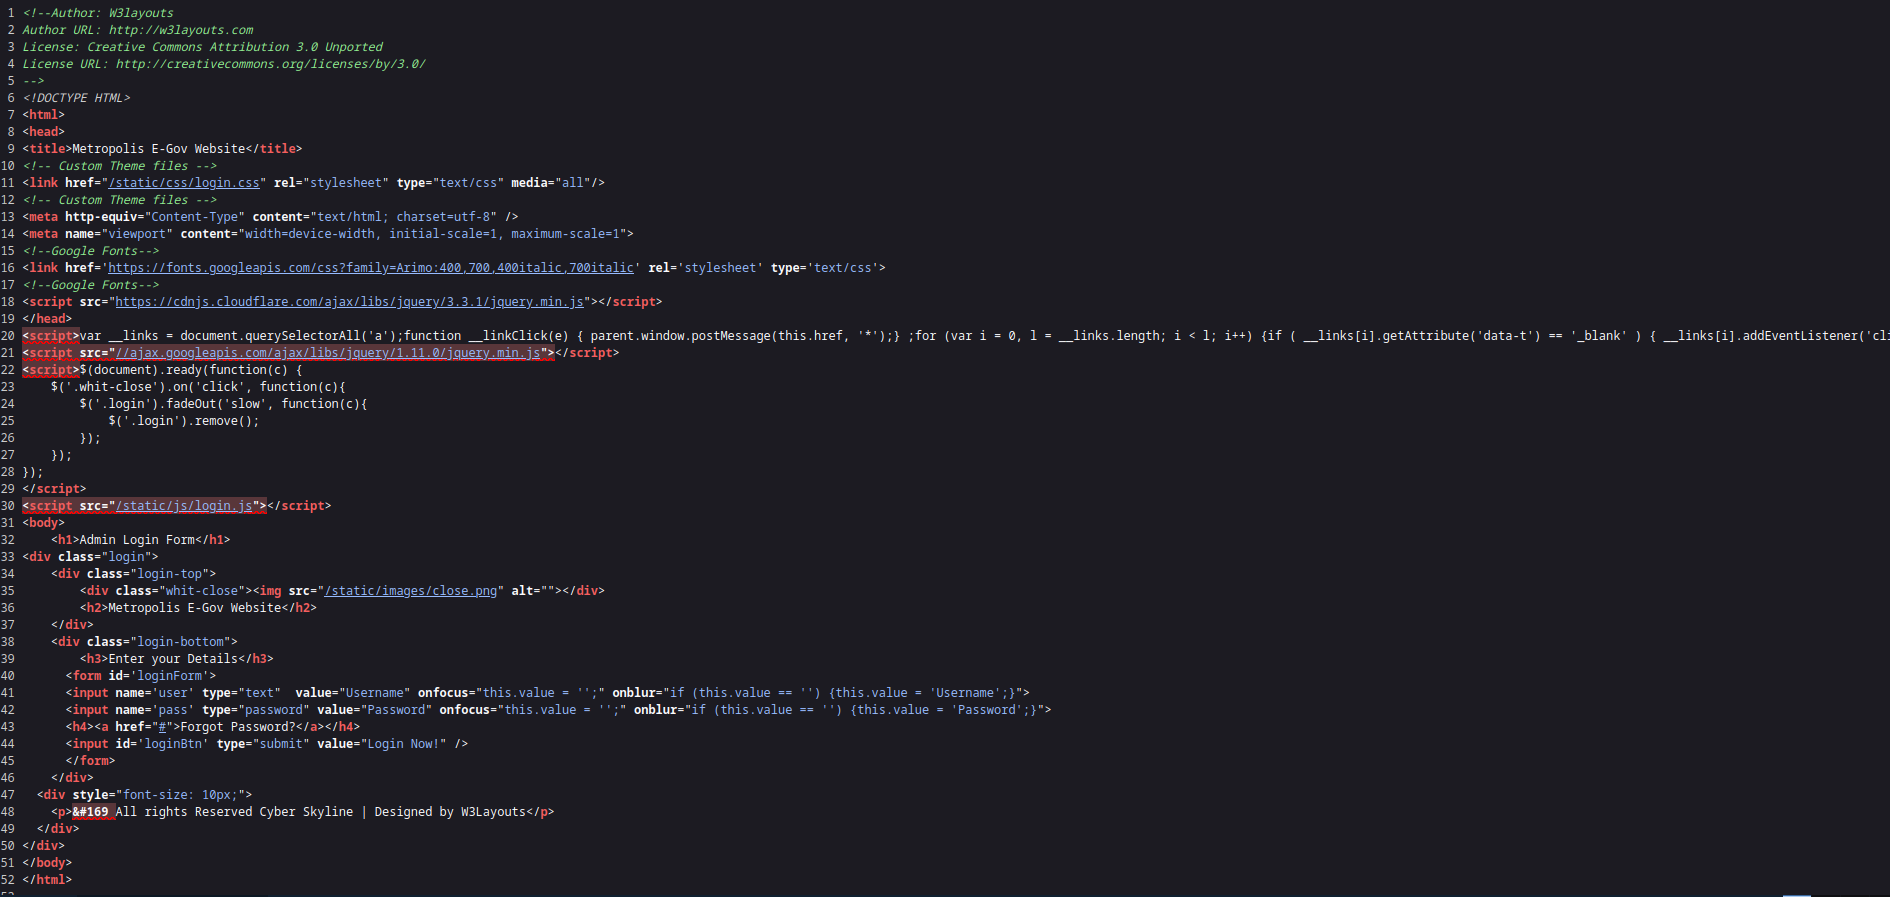 1 <!--Author: W3layouts
2 Author URL: http://w3layouts.com
3 License: Creative Commons Attribution 3.0 Unported
4 License URL: http://creativecommons.org/licenses/by/3.0/
5 -->
6 <!DOCTYPE HTML>
7 <html>
8 <head>
9 <title>Metropolis E-Gov Website</title>
10 <!-- Custom Theme files -->
11 <link href="/static/css/login.css" rel="stylesheet" type="text/css" media="all"/>
12 <!-- Custom Theme files -->
13 <meta http-equiv="Content-Type" content="text/html; charset=utf-8" />
14 <meta name="viewport" content="width=device-width, initial-scale=1, maximum-scale=1">
15 <!--Google Fonts-->
16 <link href='https://fonts.googleapis.com/css?family=Arimo:400,700,400italic,700italic' rel='stylesheet' type='text/css'>
17 <!--Google Fonts-->
18 <script src="https://cdnjs.cloudflare.com/ajax/libs/jquery/3.3.1/jquery.min.js"></script>
19 </head>
20 <script>var __links = document.querySelectorAll('a');function __linkClick(e) { parent.window.postMessage(this.href, '*');} ;for (var i = 0, l = __links.length; i < l; i++) {if ( __links[i].getAttribute('data-t') == '_blank' ) { __links[i].addEventListener('cli
21 <script src="//ajax.googleapis.com/ajax/libs/jquery/1.11.0/jquery.min.js"></script>
22 <script>$(document).ready(function(c) {
23     $('.whit-close').on('click', function(c){
24         $('.login').fadeOut('slow', function(c){
25             $('.login').remove();
26         });
27     });
28 });
29 </script>
30 <script src="/static/js/login.js"></script>
31 <body>
32     <h1>Admin Login Form</h1>
33 <div class="login">
34     <div class="login-top">
35         <div class="whit-close"><img src="/static/images/close.png" alt=""></div>
36         <h2>Metropolis E-Gov Website</h2>
37     </div>
38     <div class="login-bottom">
39         <h3>Enter your Details</h3>
40       <form id='loginForm'>
41       <input name='user' type="text"  value="Username" onfocus="this.value = '';" onblur="if (this.value == '') {this.value = 'Username';}">
42       <input name='pass' type="password" value="Password" onfocus="this.value = '';" onblur="if (this.value == '') {this.value = 'Password';}">
43       <h4><a href="#">Forgot Password?</a></h4>
44       <input id='loginBtn' type="submit" value="Login Now!" />
45       </form>
46     </div>
47   <div style="font-size: 10px;">
48     <p>&#169 All rights Reserved Cyber Skyline | Designed by W3Layouts</p>
49   </div>
50 </div>
51 </body>
52 </html>